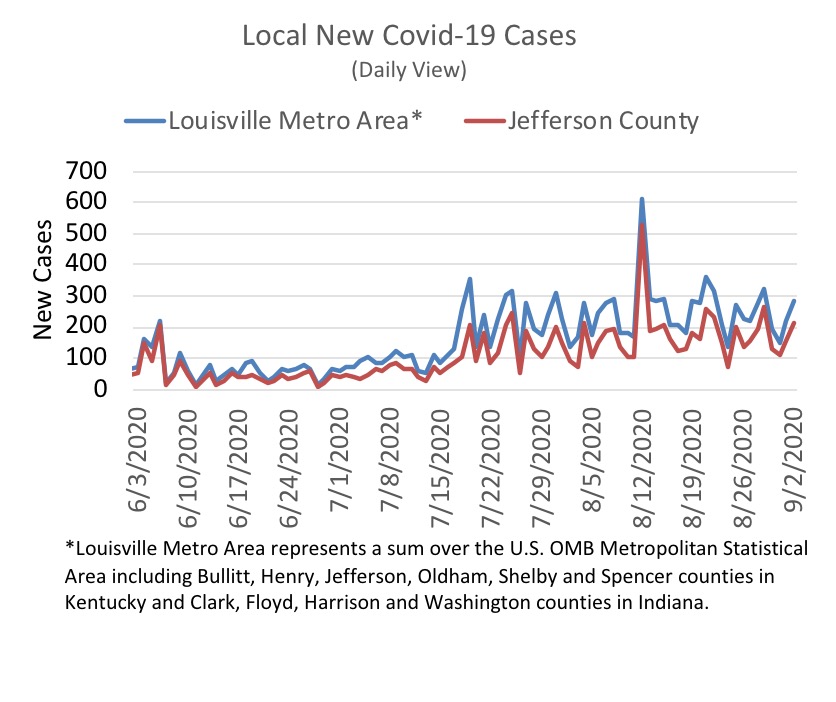 Local New Covid-19 Cases
(Daily View)
Louisville Metro Area*
Jefferson County
New Cases
700
600
500
400
300
200
100
0
6/3/2020
6/10/2020
6/17/2020
6/24/2020
7/1/2020
7/8/2020
7/15/2020
7/22/2020
7/29/2020
8/5/2020
8/12/2020
8/19/2020
8/26/2020
9/2/2020
*Louisville Metro Area represents a sum over the U.S. OMB Metropolitan Statistical
Area including Bullitt, Henry, Jefferson, Oldham, Shelby and Spencer counties in
Kentucky and Clark, Floyd, Harrison and Washington counties in Indiana.